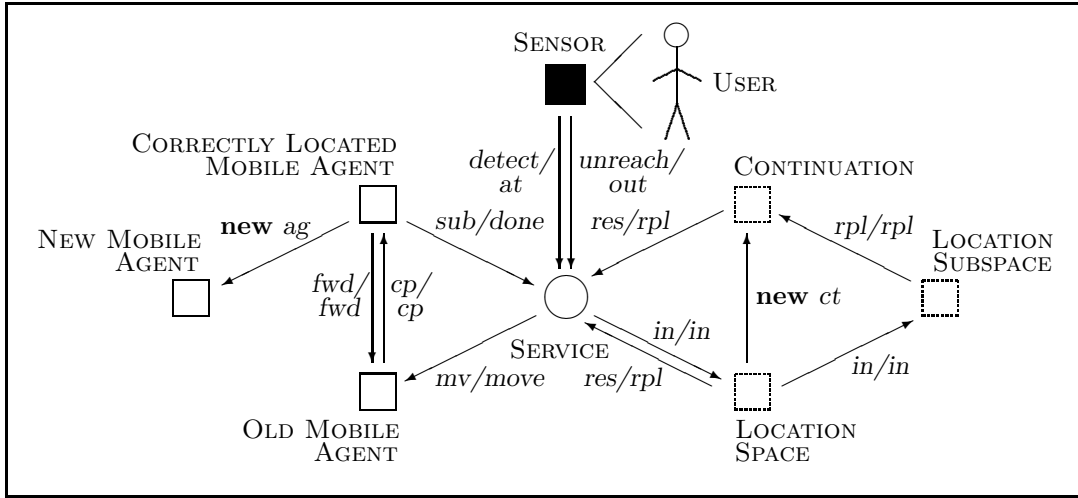 SENSOR
USER
CORRECTLY LOCATED
MOBILE AGENT
detect/
at
unreach/
out
CONTINUATION
new ag
sub/done
res/rpl
rpl/rpl
NEW MOBILE
AGENT
LOCATION
SUBSPACE
fwd/
fwd
cp/
cp
new ct
in/in
SERVICE
mv/move
res/rpl
in/in
OLD MOBILE
AGENT
LOCATION
SPACE